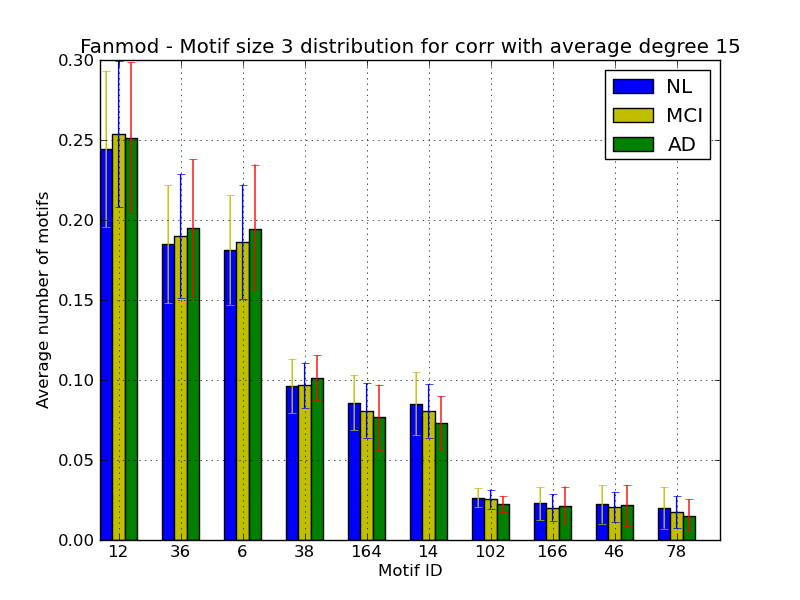 Fanmod - Motif size 3 distribution for corr with average degree 15
0.30
0.25
0.20
0.15
0.10
0.05
0.00
Average number of motifs
NL
MCI
AD
12 36 6 38 164 14 102 166 46 78
Motif ID